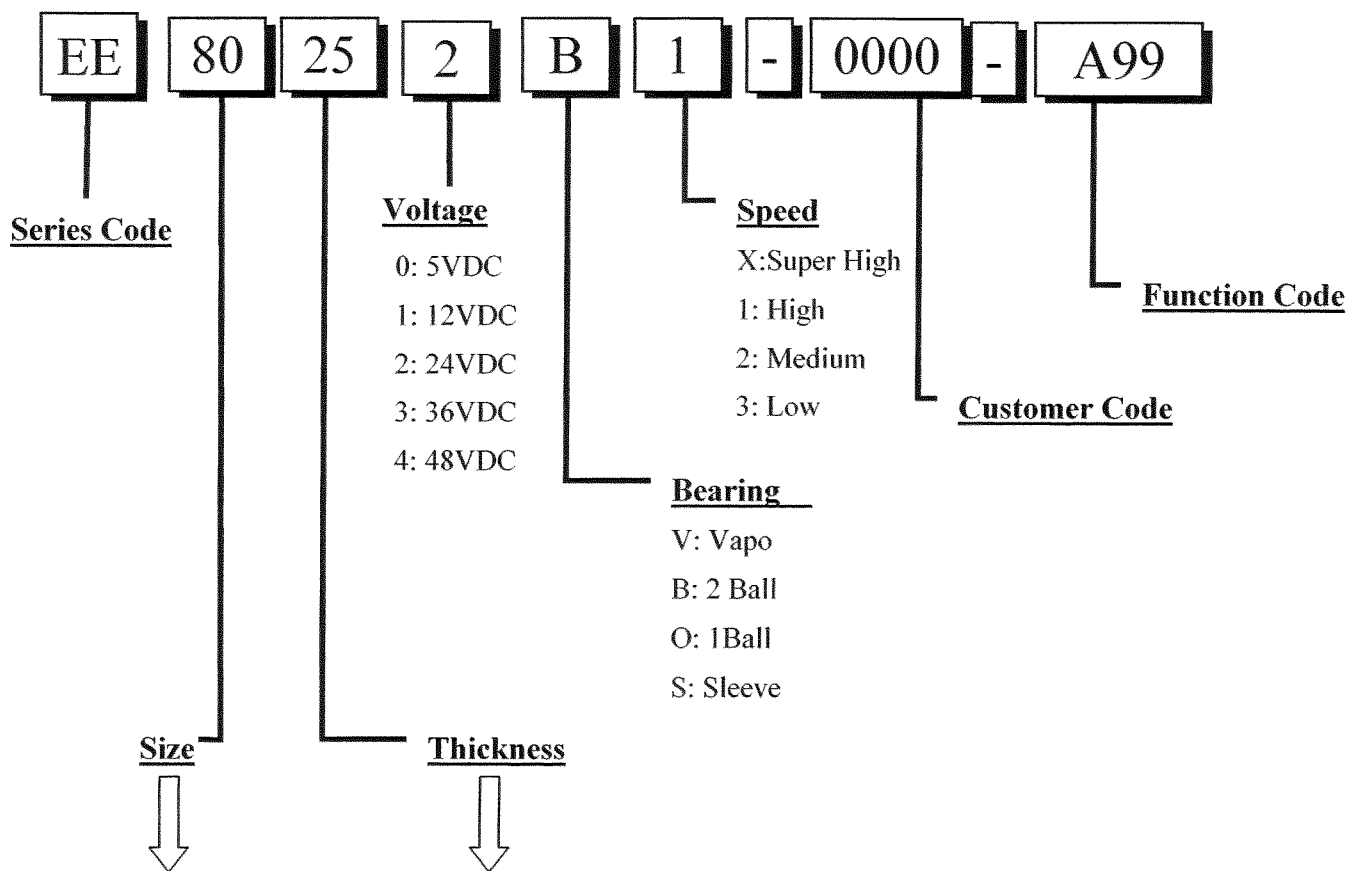 EE 80 25 2 B 1 - 0000 - A99
Series Code
Voltage
0: 5VDC
1: 12VDC
2: 24VDC
3: 36VDC
4: 48VDC
Speed
X:Super High
1: High
2: Medium
3: Low
Function Code
Customer Code
Bearing
V: Vapo
B: 2 Ball
O: 1Ball
S: Sleeve
Size
Thickness